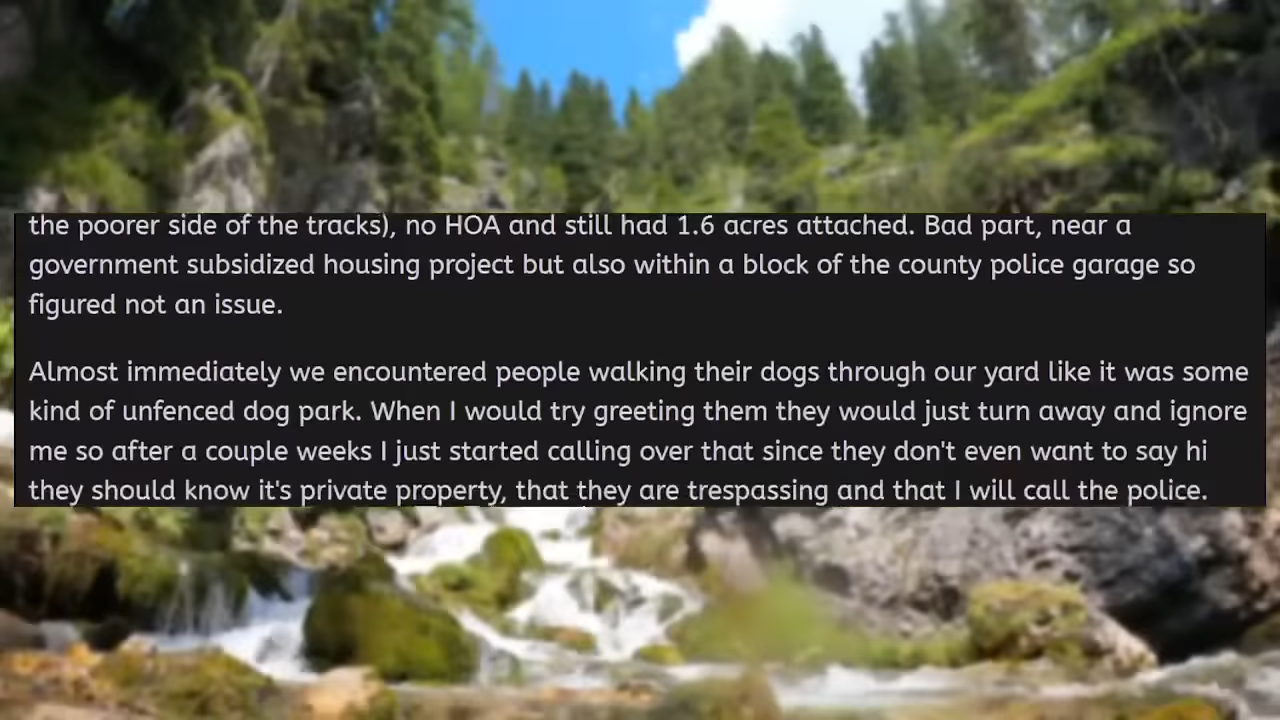 the poorer side of the tracks), no HOA and still had 1.6 acres attached. Bad part, near a
government subsidized housing project but also within a block of the county police garage so
figured not an issue.
Almost immediately we encountered people walking their dogs through our yard like it was some
kind of unfenced dog park. When I would try greeting them they would just turn away and ignore
me so after a couple weeks I just started calling over that since they don't even want to say hi
they should know it's private property, that they are trespassing and that I will call the police.